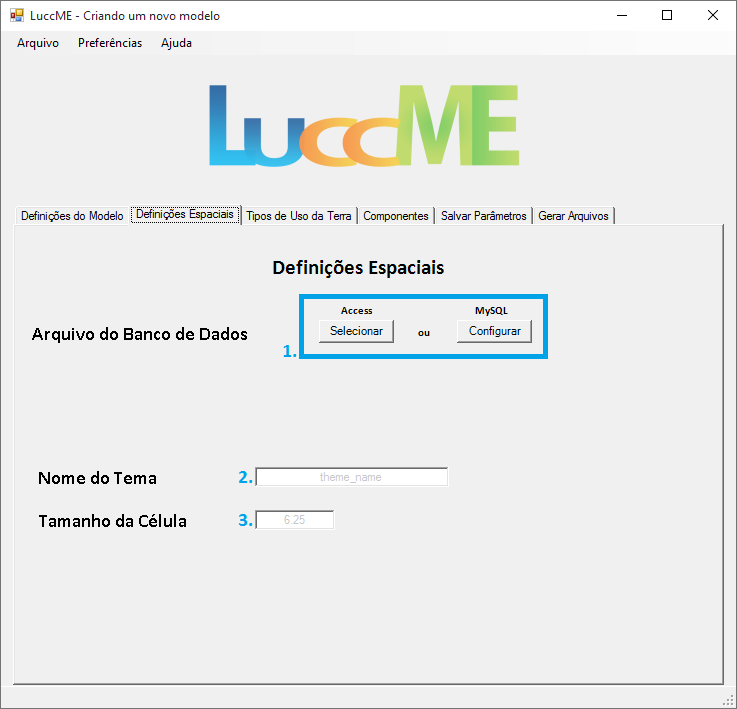 LuccME - Criando um novo modelo
Arquivo Preferências Ajuda
LuccME
Definições do Modelo Definições Espaciais Tipos de Uso da Terra Componentes Salvar Parâmetros Gerar Arquivos
Definições Espaciais
Access MySQL
Arquivo do Banco de Dados Selecionar ou Configurar
1.
Nome do Tema 2. theme_name
Tamanho da Célula 3. 6.25